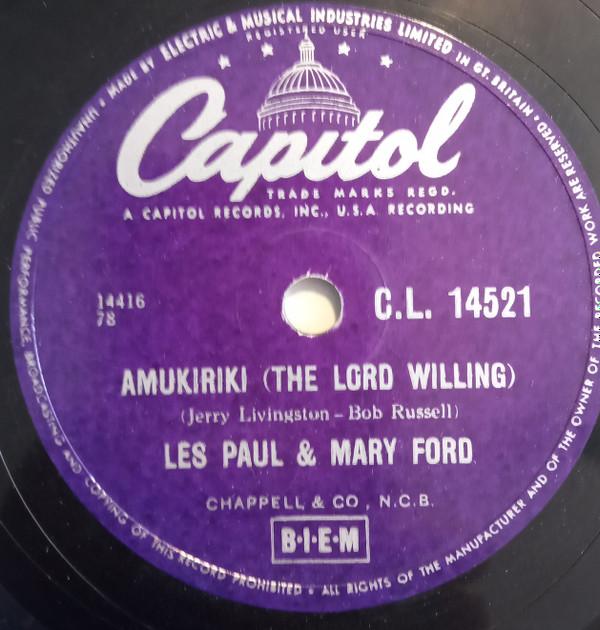 MADE BY ELECTRIC & MUSICAL INDUSTRIES LIMITED IN GT. BRITAIN • ALL RIGHTS OF THE MANUFACTURER AND OF THE OWNER OF THE RECORDED WORK ARE RESERVED • UNAUTHORIZED PUBLIC PERFORMANCE, BROADCASTING AND COPYING OF THIS RECORD PROHIBITED •
REGISTERED USER
Capitol
TRADE MARKS REGD.
A CAPITOL RECORDS, INC., U.S.A. RECORDING
14416
78
C.L. 14521
AMUKIRIKI (THE LORD WILLING)
(Jerry Livingston – Bob Russell)
LES PAUL & MARY FORD
CHAPPELL & CO, N.C.B.
B·I·E·M